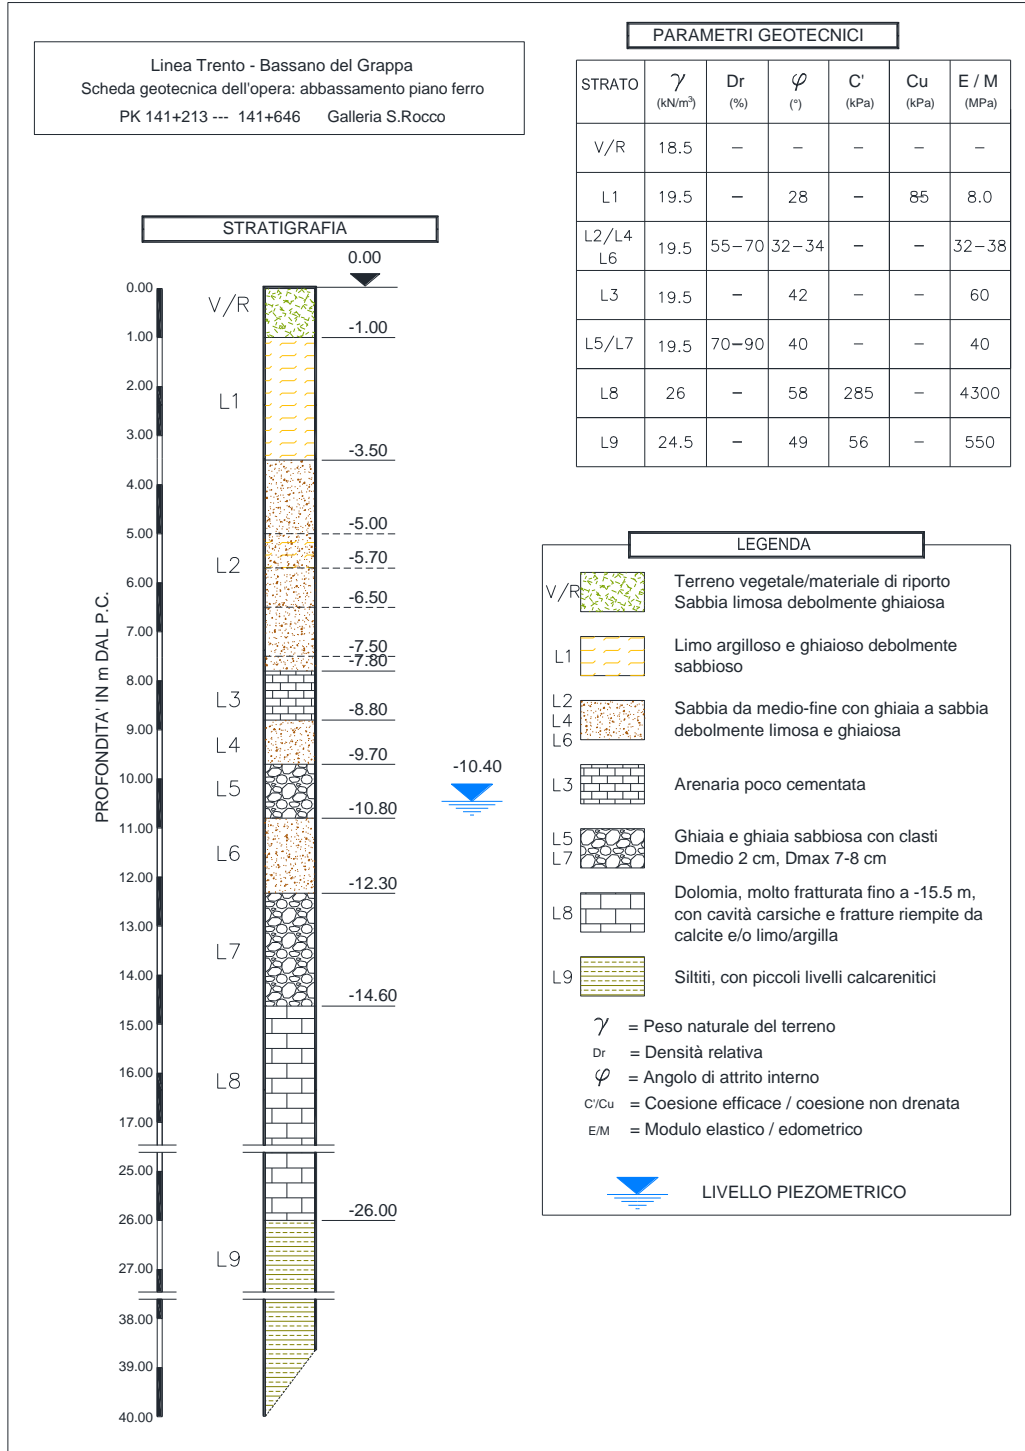 Linea Trento - Bassano del Grappa
Scheda geotecnica dell'opera: abbassamento piano ferro
PK 141+213 --- 141+646 Galleria S.Rocco
PARAMETRI GEOTECNICI
STRATO γ Dr φ C' Cu E / M
(kN/m³) (%) (°) (kPa) (kPa) (MPa)
V/R 18.5 – – – – –
L1 19.5 – 28 – 85 8.0
L2/L4
L6 19.5 55–70 32–34 – – 32–38
L3 19.5 – 42 – – 60
L5/L7 19.5 70–90 40 – – 40
L8 26 – 58 285 – 4300
L9 24.5 – 49 56 – 550
STRATIGRAFIA
0.00
PROFONDITA' IN m DAL P.C.
0.00
1.00
2.00
3.00
4.00
5.00
6.00
7.00
8.00
9.00
10.00
11.00
12.00
13.00
14.00
15.00
16.00
17.00
25.00
26.00
27.00
38.00
39.00
40.00
V/R
L1
L2
L3
L4
L5
L6
L7
L8
L9
-1.00
-3.50
-5.00
-5.70
-6.50
-7.50
-7.80
-8.80
-9.70
-10.80
-12.30
-14.60
-26.00
-10.40
LEGENDA
V/R Terreno vegetale/materiale di riporto
Sabbia limosa debolmente ghiaiosa
L1 Limo argilloso e ghiaioso debolmente
sabbioso
L2
L4 Sabbia da medio-fine con ghiaia a sabbia
L6 debolmente limosa e ghiaiosa
L3 Arenaria poco cementata
L5 Ghiaia e ghiaia sabbiosa con clasti
L7 Dmedio 2 cm, Dmax 7-8 cm
L8 Dolomia, molto fratturata fino a -15.5 m,
con cavità carsiche e fratture riempite da
calcite e/o limo/argilla
L9 Siltiti, con piccoli livelli calcarenitici
γ = Peso naturale del terreno
Dr = Densità relativa
φ = Angolo di attrito interno
C'/Cu = Coesione efficace / coesione non drenata
E/M = Modulo elastico / edometrico
LIVELLO PIEZOMETRICO